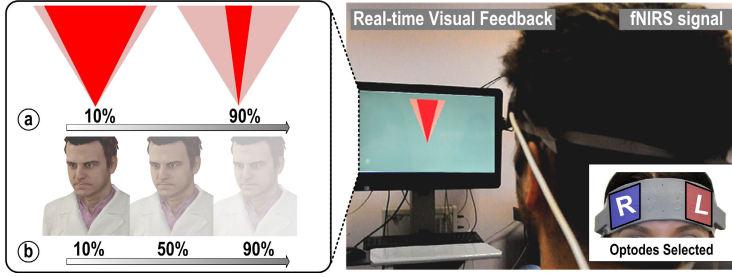 10%
90%
a
10%
50%
90%
b
Real-time Visual Feedback
fNIRS signal
R
L
Optodes Selected